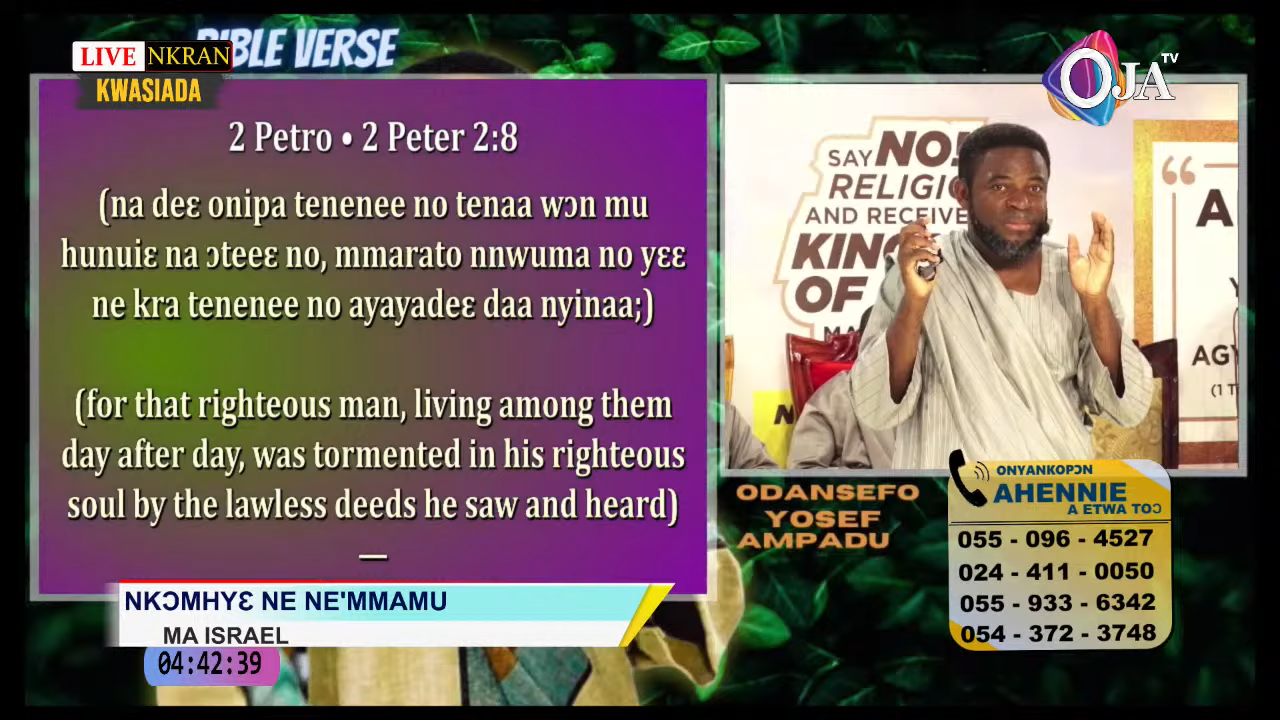 BIBLE VERSE
LIVE NKRAN
KWASIADA
2 Petro • 2 Peter 2:8
(na deɛ onipa tenenee no tenaa wɔn mu
hunuiɛ na ɔteeɛ no, mmarato nnwuma no yɛɛ
ne kra tenenee no ayayadeɛ daa nyinaa;)
(for that righteous man, living among them
day after day, was tormented in his righteous
soul by the lawless deeds he saw and heard)
—
NKƆMHYƐ NE NE'MMAMU
MA ISRAEL
04:42:39
OJA TV
SAY NO!
AND RECEIVE
OF
ODANSEFO
YOSEF
AMPADU
ONYANKOPƆN
AHENNIE
A ETWA TOƆ
055 - 096 - 4527
024 - 411 - 0050
055 - 933 - 6342
054 - 372 - 3748